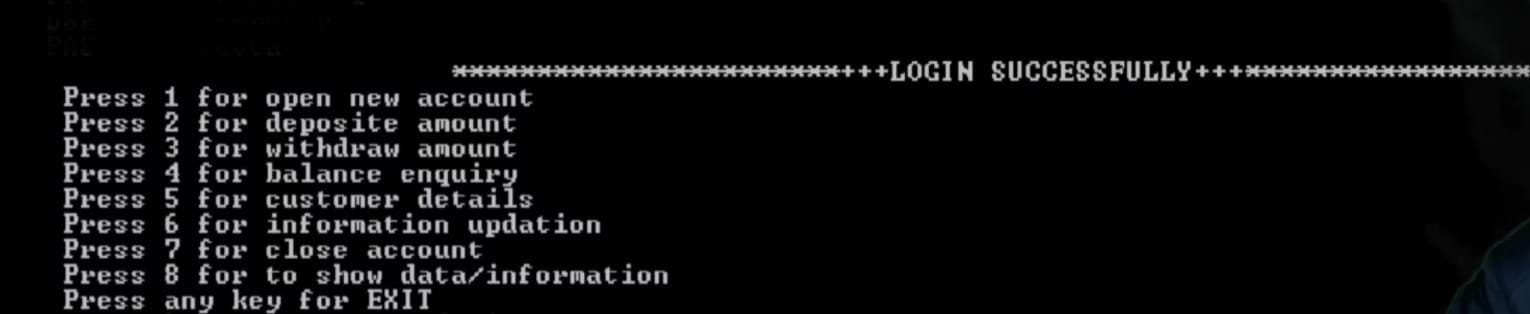 ***********************+++LOGIN SUCCESSFULLY+++*****************
Press 1 for open new account
Press 2 for deposite amount
Press 3 for withdraw amount
Press 4 for balance enquiry
Press 5 for customer details
Press 6 for information updation
Press 7 for close account
Press 8 for to show data/information
Press any key for EXIT